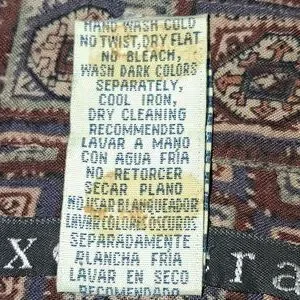 HAND WASH COLD
NO TWIST, DRY FLAT
NO BLEACH,
WASH DARK COLORS
SEPARATELY,
COOL IRON,
DRY CLEANING
RECOMMENDED
LAVAR A MANO
CON AGUA FRIA
NO RETORCER
SECAR PLANO
NO USAR BLANQUEADOR
LAVAR COLORES OSCUROS
SEPARADAMENTE
PLANCHA FRIA
LAVAR EN SECO
RECOMENDADO